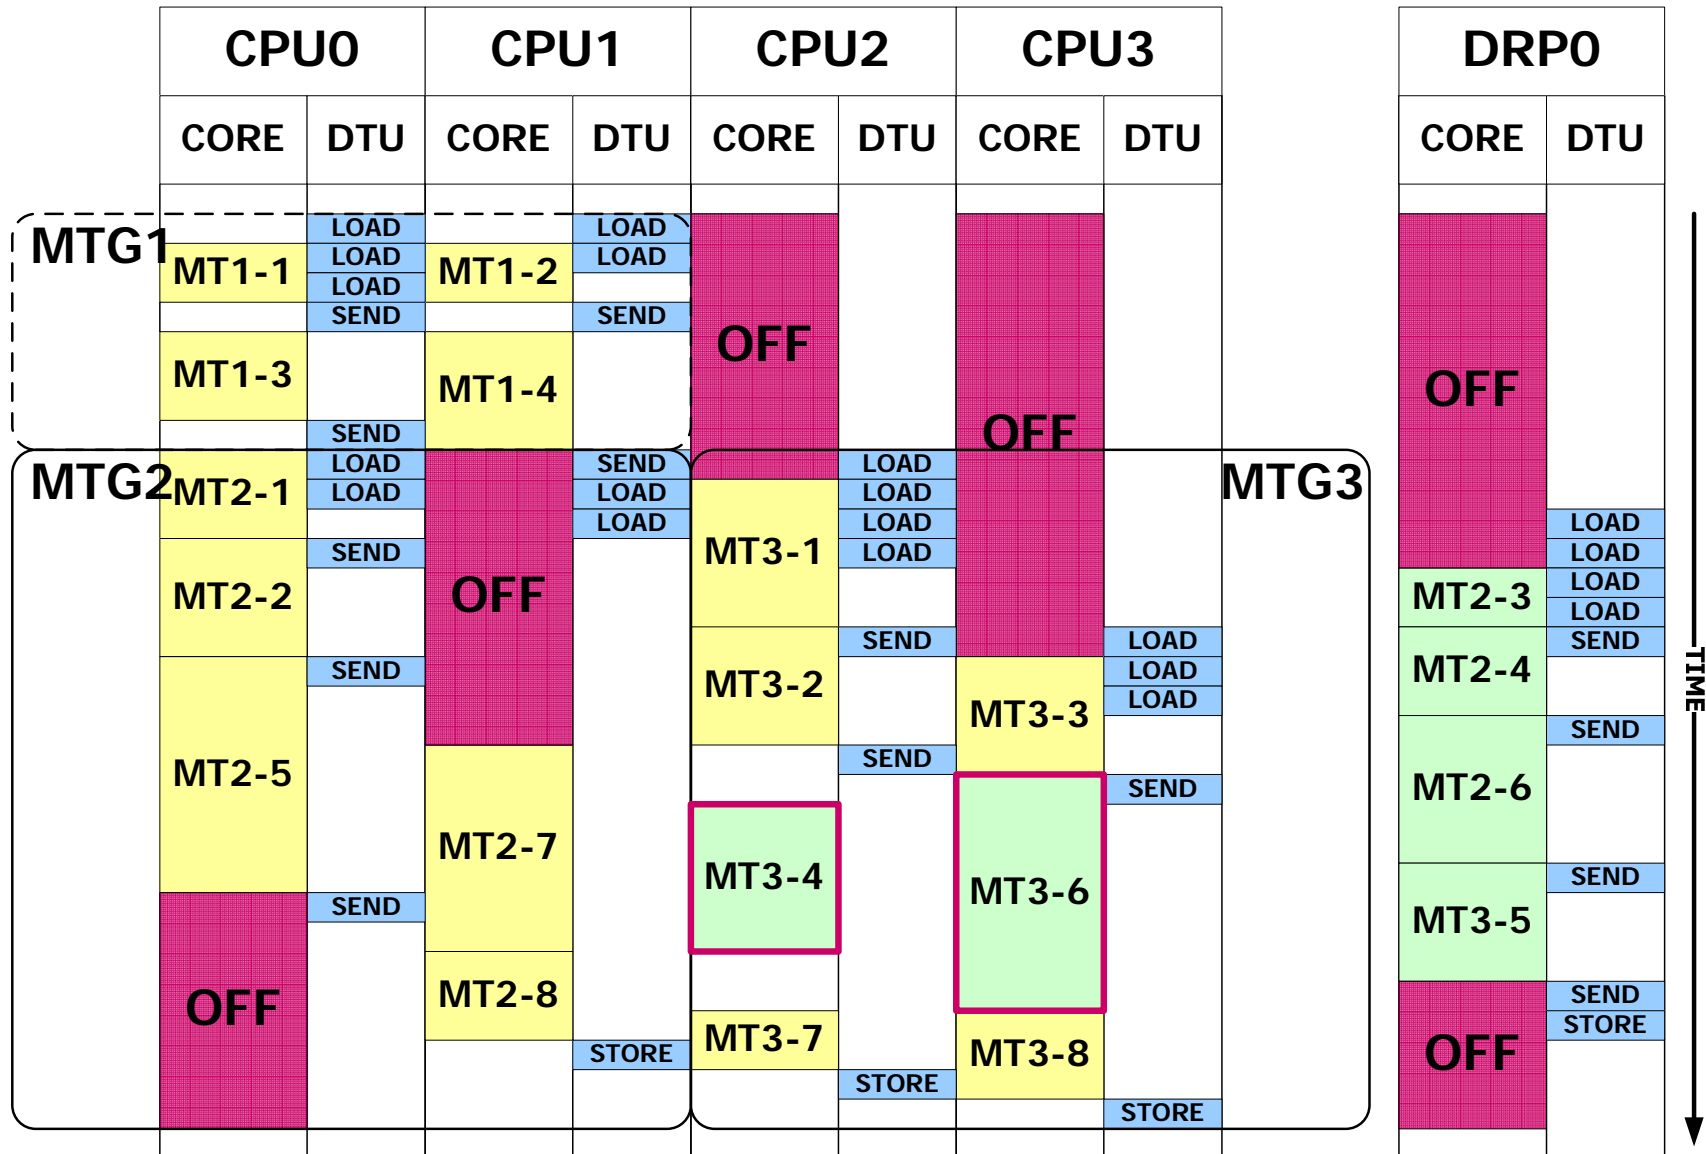 CPU0 CPU1 CPU2 CPU3 DRP0
CORE DTU CORE DTU CORE DTU CORE DTU CORE DTU
LOAD LOAD
MTG1
LOAD LOAD
MT1-1 MT1-2
LOAD
SEND SEND
OFF
MT1-3
MT1-4 OFF
OFF
SEND
LOAD SEND LOAD
MTG2 MTG3
MT2-1
LOAD LOAD LOAD
LOAD LOAD LOAD
SEND LOAD LOAD
MT3-1
LOAD
MT2-2 OFF MT2-3
LOAD
SEND LOAD SEND
SEND LOAD
MT2-4
MT3-2
LOAD
TIME
MT3-3
SEND
SEND
MT2-5
SEND
MT2-6
MT2-7
MT3-4
SEND
MT3-6
SEND
MT3-5
MT2-8
SEND
OFF
STORE
MT3-7
STORE MT3-8 OFF
STORE
STORE